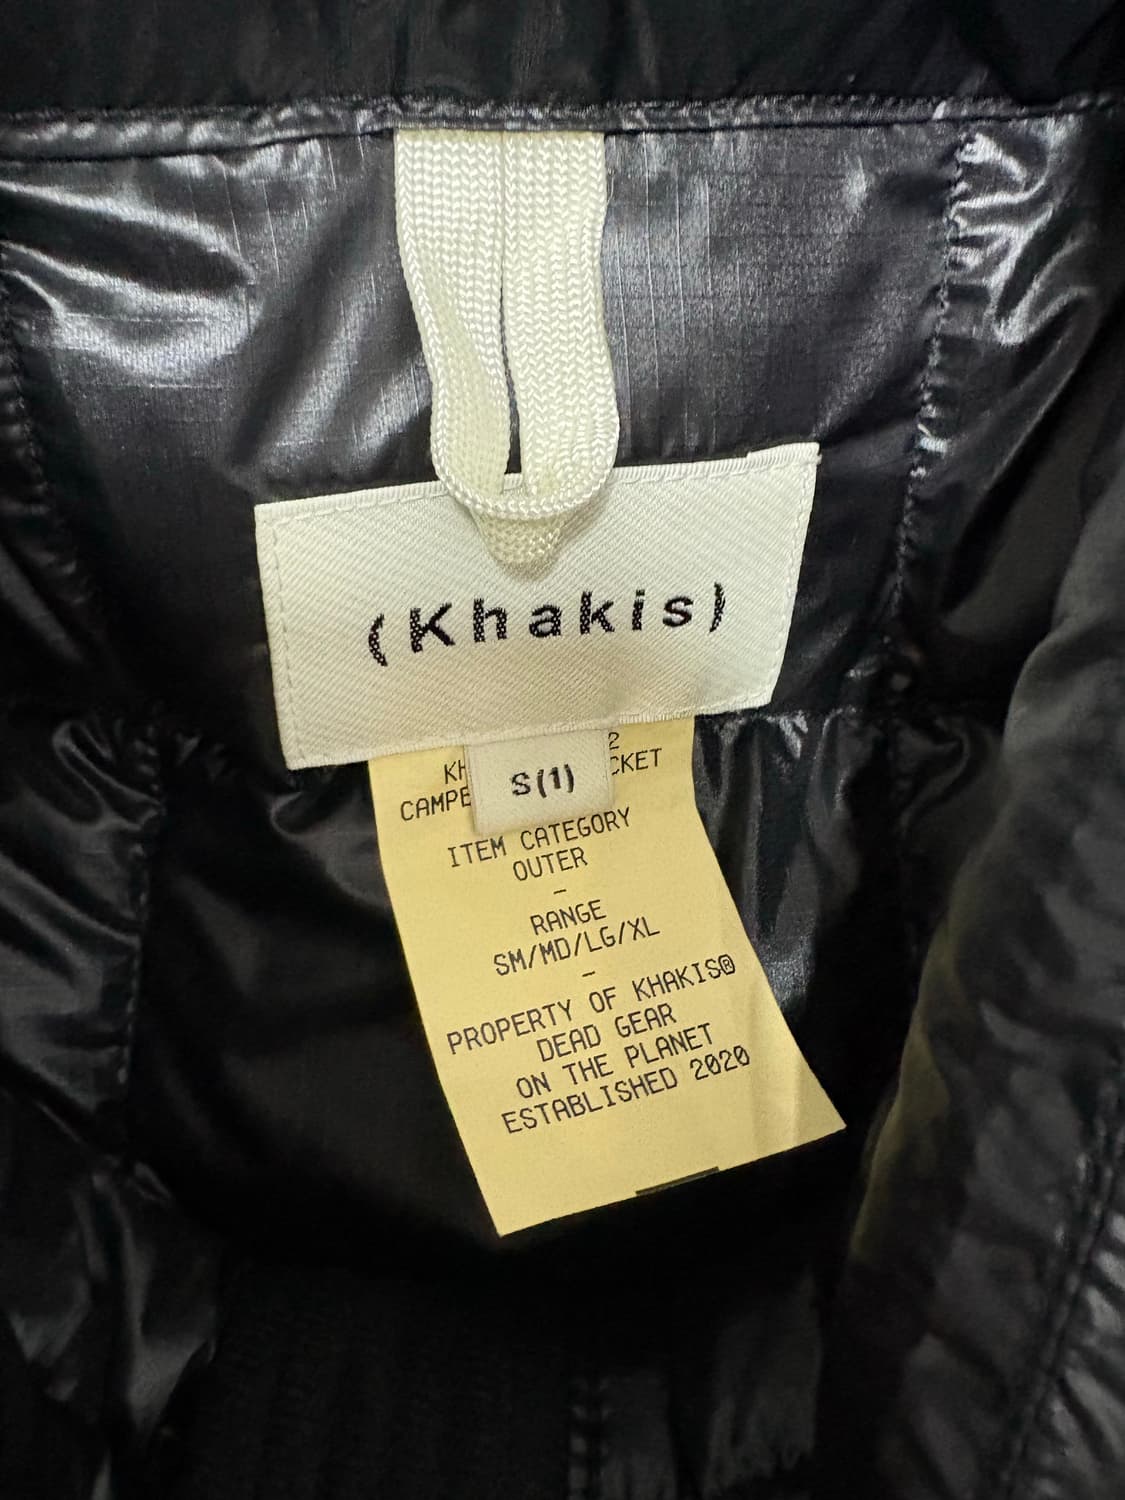 (Khakis)
S(1)
ITEM CATEGORY
OUTER
–
RANGE
SM/MD/LG/XL
–
PROPERTY OF KHAKIS®
DEAD GEAR
ON THE PLANET
ESTABLISHED 2020